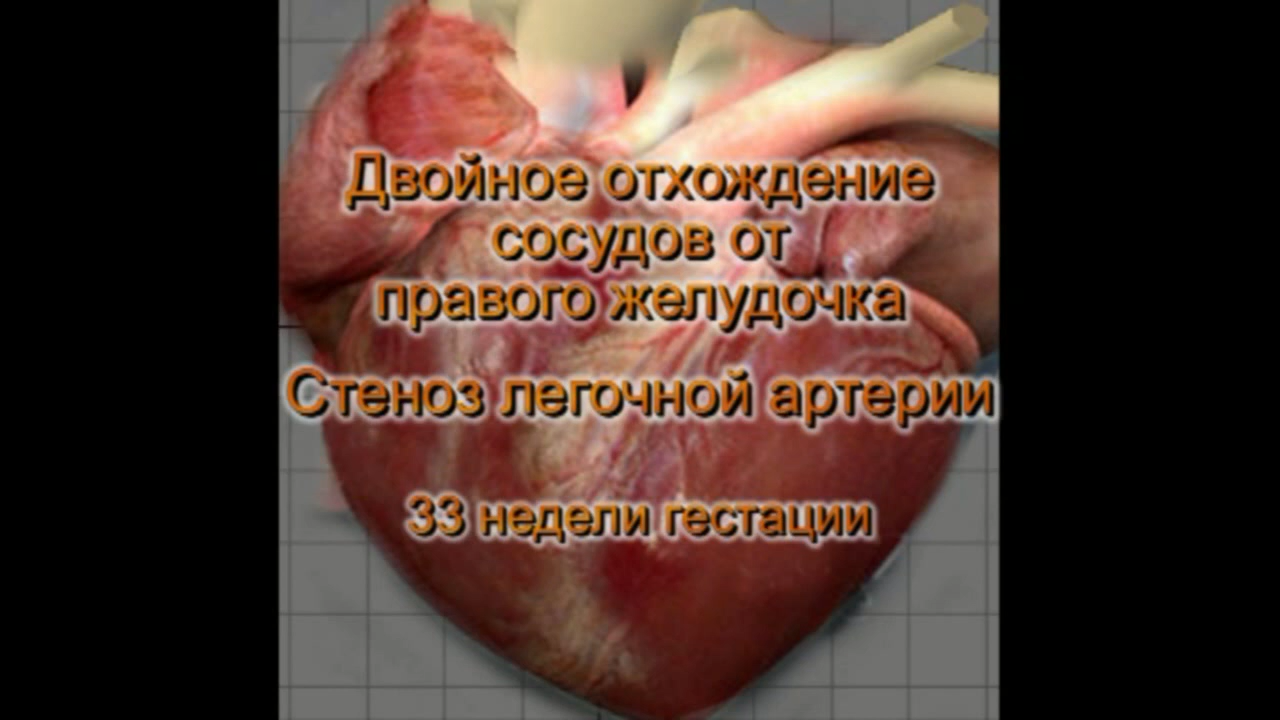 Двойное отхождение
сосудов от
правого желудочка
Стеноз легочной артерии
33 недели гестации